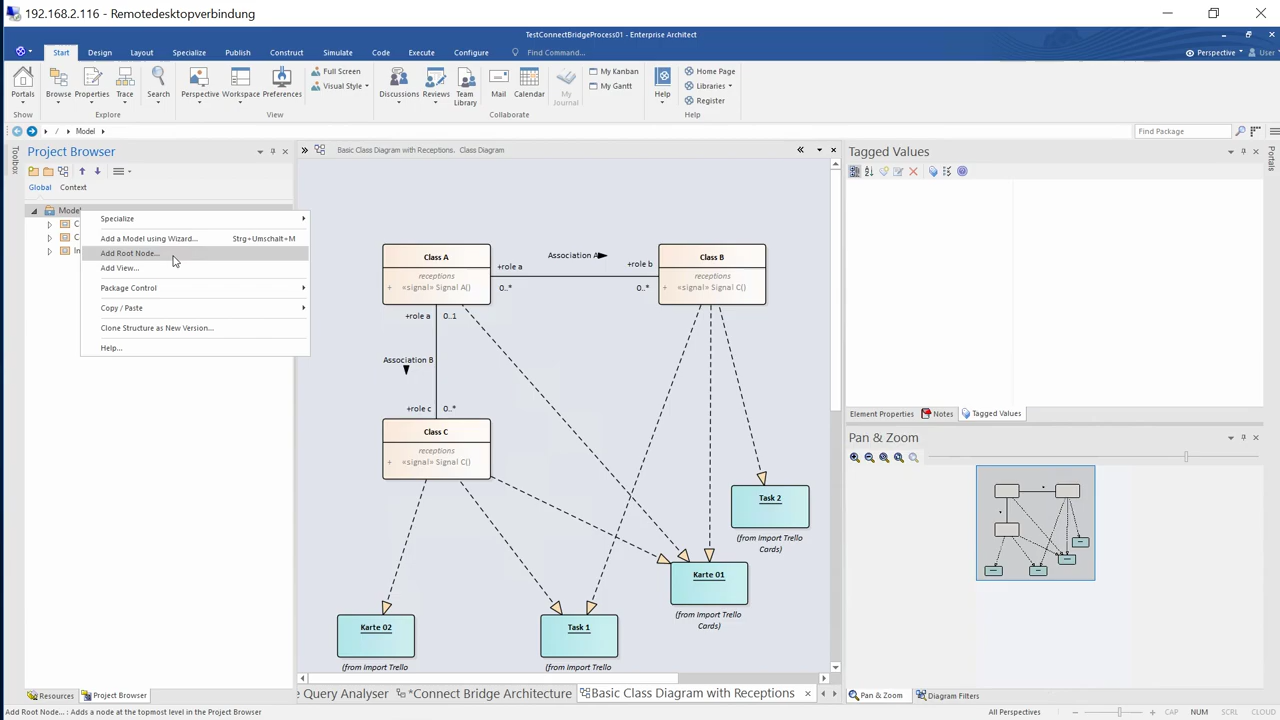 192.168.2.116 - Remotedesktopverbindung
TestConnectBridgeProcess01 - Enterprise Architect
Start Design Layout Specialize Publish Construct Simulate Code Execute Configure Find Command... Perspective User
Portals Browse Properties Trace Search Perspective Workspace Preferences
Full Screen
Visual Style
Discussions Reviews Team Library Mail Calendar My Journal
My Kanban
My Gantt
Help
Home Page
Libraries
Register
Show Explore View Collaborate Help
/ Model
Find Package
Toolbox
Project Browser
Global Context
Model
C
C
In
Specialize
Add a Model using Wizard... Strg+Umschalt+M
Add Root Node...
Add View...
Package Control
Copy / Paste
Clone Structure as New Version...
Help...
Basic Class Diagram with Receptions. Class Diagram
Class A
receptions
+ «signal» Signal A()
+role a
Association A
+role b
0..*
0..*
Class B
receptions
+ «signal» Signal C()
+role a 0..1
Association B
+role c 0..*
Class C
receptions
+ «signal» Signal C()
Task 2
(from Import Trello
Cards)
Karte 01
(from Import Trello
Cards)
Karte 02
(from Import Trello
Task 1
(from Import Trello
Tagged Values
Portals
Element Properties Notes Tagged Values
Pan & Zoom
Resources Project Browser
e Query Analyser *Connect Bridge Architecture Basic Class Diagram with Receptions
Pan & Zoom Diagram Filters
Add Root Node... : Adds a node at the topmost level in the Project Browser
All Perspectives CAP NUM SCRL CLOUD